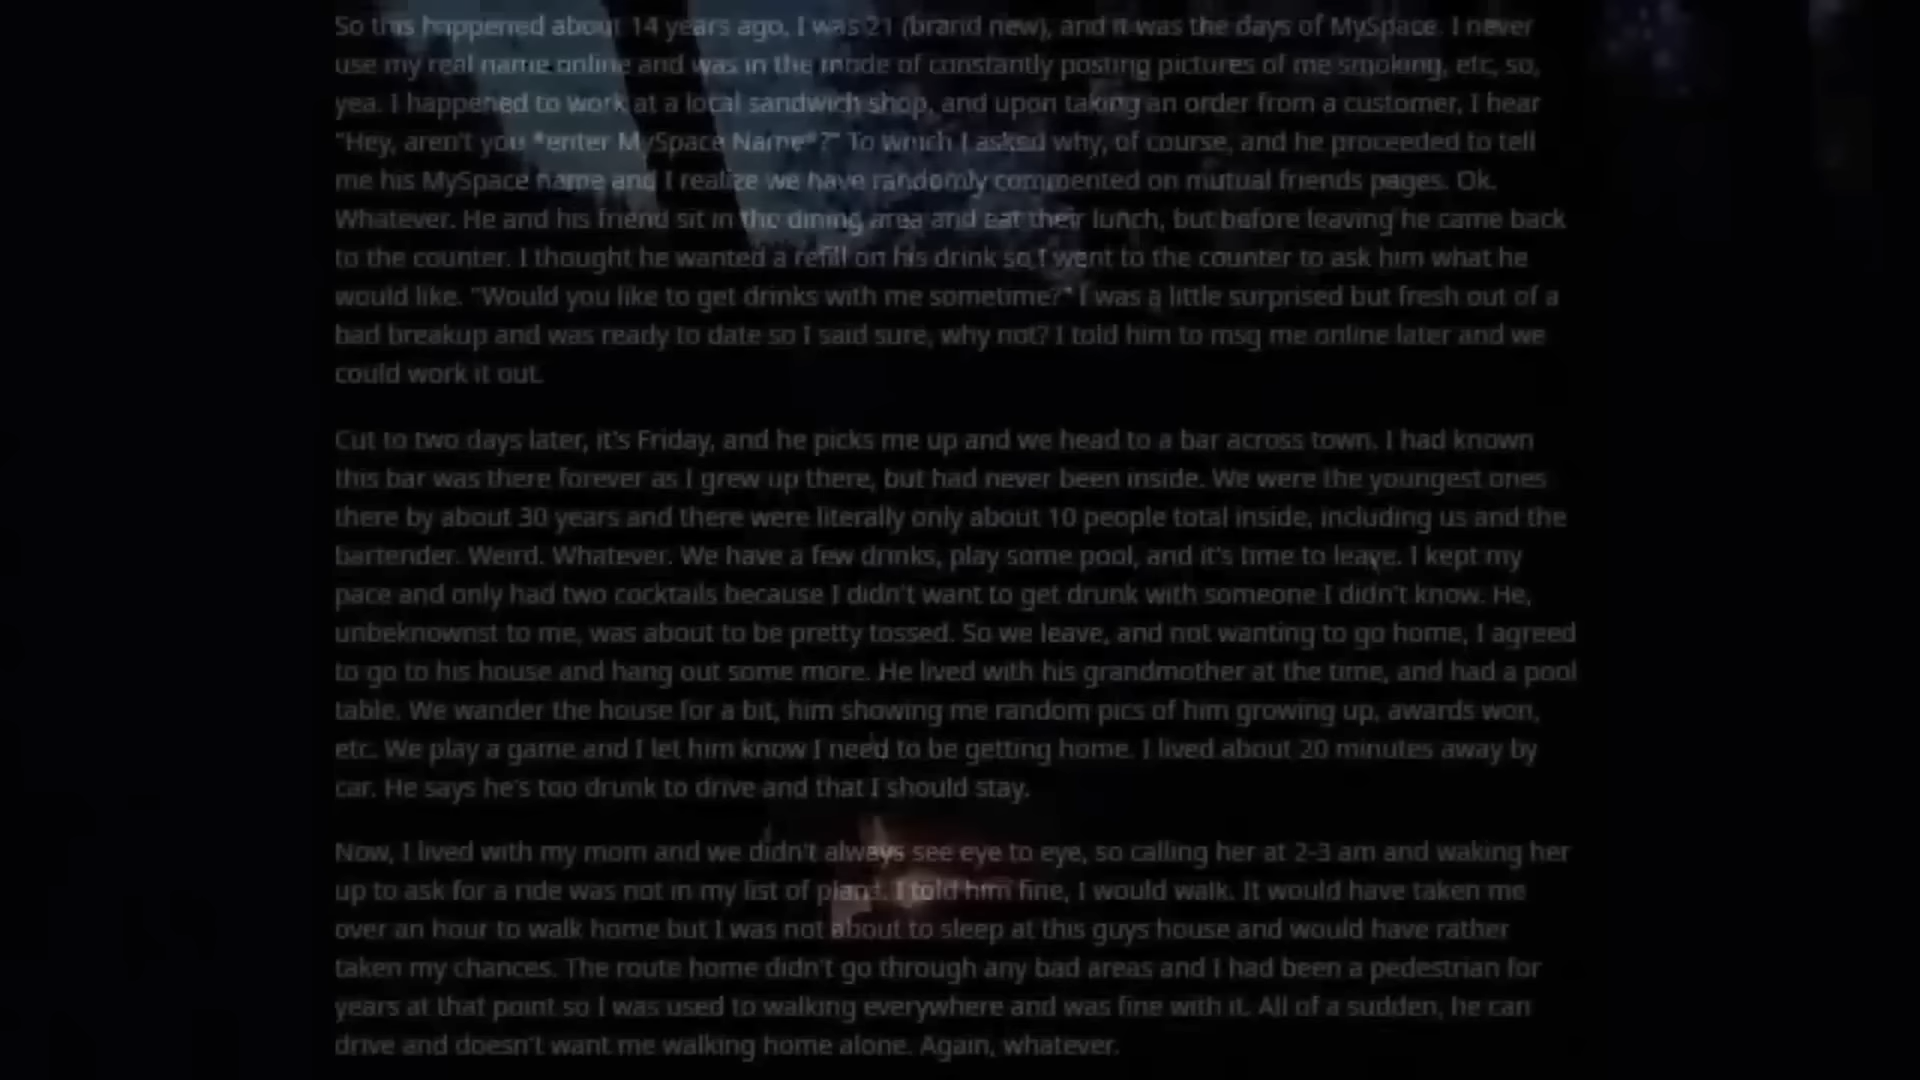 So this happened about 14 years ago. I was 21 (brand new), and it was the days of MySpace. I never
use my real name online and was in the mode of constantly posting pictures of me smoking, etc, so,
yea. I happened to work at a local sandwich shop, and upon taking an order from a customer, I hear
"Hey, aren't you *enter MySpace Name*?" To which I asked why, of course, and he proceeded to tell
me his MySpace name and I realize we have randomly commented on mutual friends pages. Ok.
Whatever. He and his friend sit in the dining area and eat their lunch, but before leaving he came back
to the counter. I thought he wanted a refill on his drink so I went to the counter to ask him what he
would like. "Would you like to get drinks with me sometime?" I was a little surprised but fresh out of a
bad breakup and was ready to date so I said sure, why not? I told him to msg me online later and we
could work it out.
Cut to two days later, it's Friday, and he picks me up and we head to a bar across town. I had known
this bar was there forever as I grew up there, but had never been inside. We were the youngest ones
there by about 30 years and there were literally only about 10 people total inside, including us and the
bartender. Weird. Whatever. We have a few drinks, play some pool, and it's time to leave. I kept my
pace and only had two cocktails because I didn't want to get drunk with someone I didn't know. He,
unbeknownst to me, was about to be pretty tossed. So we leave, and not wanting to go home, I agreed
to go to his house and hang out some more. He lived with his grandmother at the time, and had a pool
table. We wander the house for a bit, him showing me random pics of him growing up, awards won,
etc. We play a game and I let him know I need to be getting home. I lived about 20 minutes away by
car. He says he's too drunk to drive and that I should stay.
Now, I lived with my mom and we didn't always see eye to eye, so calling her at 2-3 am and waking her
up to ask for a ride was not in my list of plans. I told him fine, I would walk. It would have taken me
over an hour to walk home but I was not about to sleep at this guys house and would have rather
taken my chances. The route home didn't go through any bad areas and I had been a pedestrian for
years at that point so I was used to walking everywhere and was fine with it. All of a sudden, he can
drive and doesn't want me walking home alone. Again, whatever.